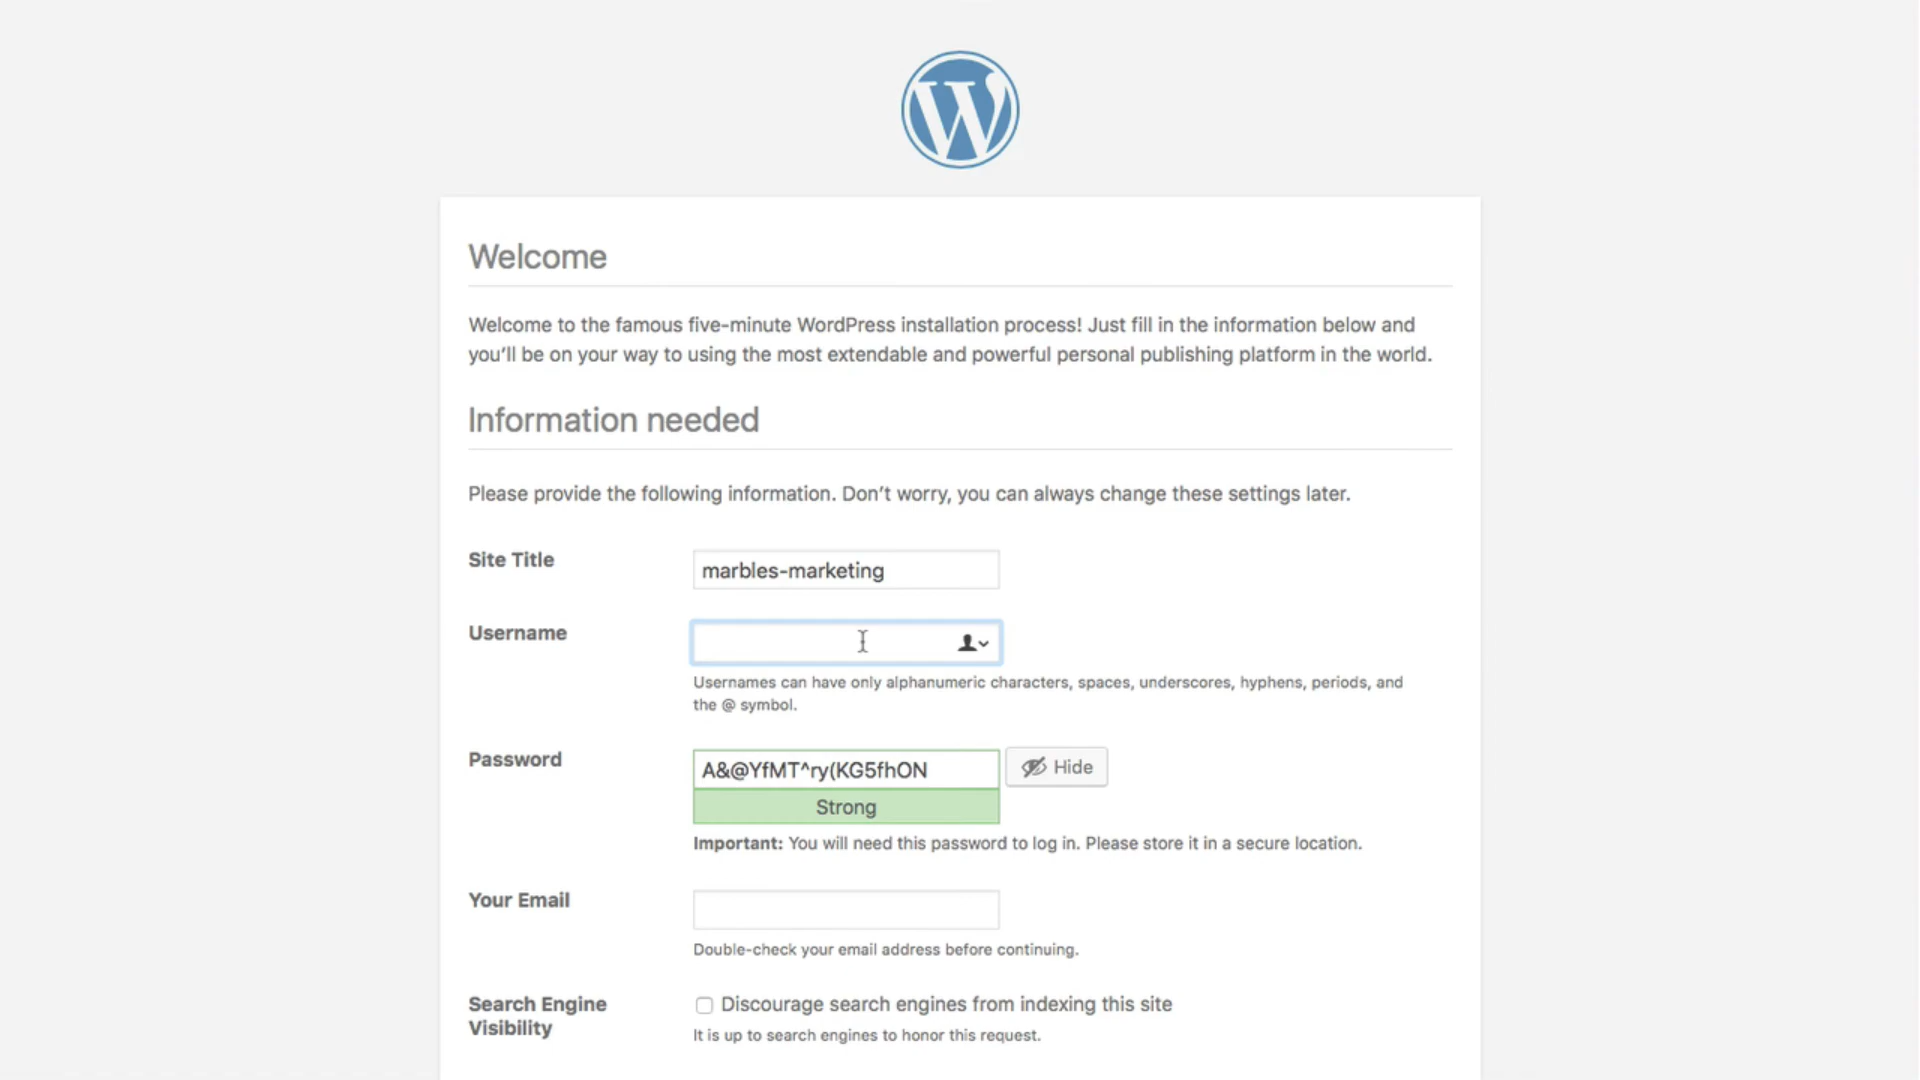 Welcome
Welcome to the famous five-minute WordPress installation process! Just fill in the information below and
you’ll be on your way to using the most extendable and powerful personal publishing platform in the world.
Information needed
Please provide the following information. Don’t worry, you can always change these settings later.
Site Title
marbles-marketing
Username
Usernames can have only alphanumeric characters, spaces, underscores, hyphens, periods, and
the @ symbol.
Password
A&@YfMT^ry(KG5fhON
Hide
Strong
Important: You will need this password to log in. Please store it in a secure location.
Your Email
Double-check your email address before continuing.
Search Engine
Visibility
Discourage search engines from indexing this site
It is up to search engines to honor this request.